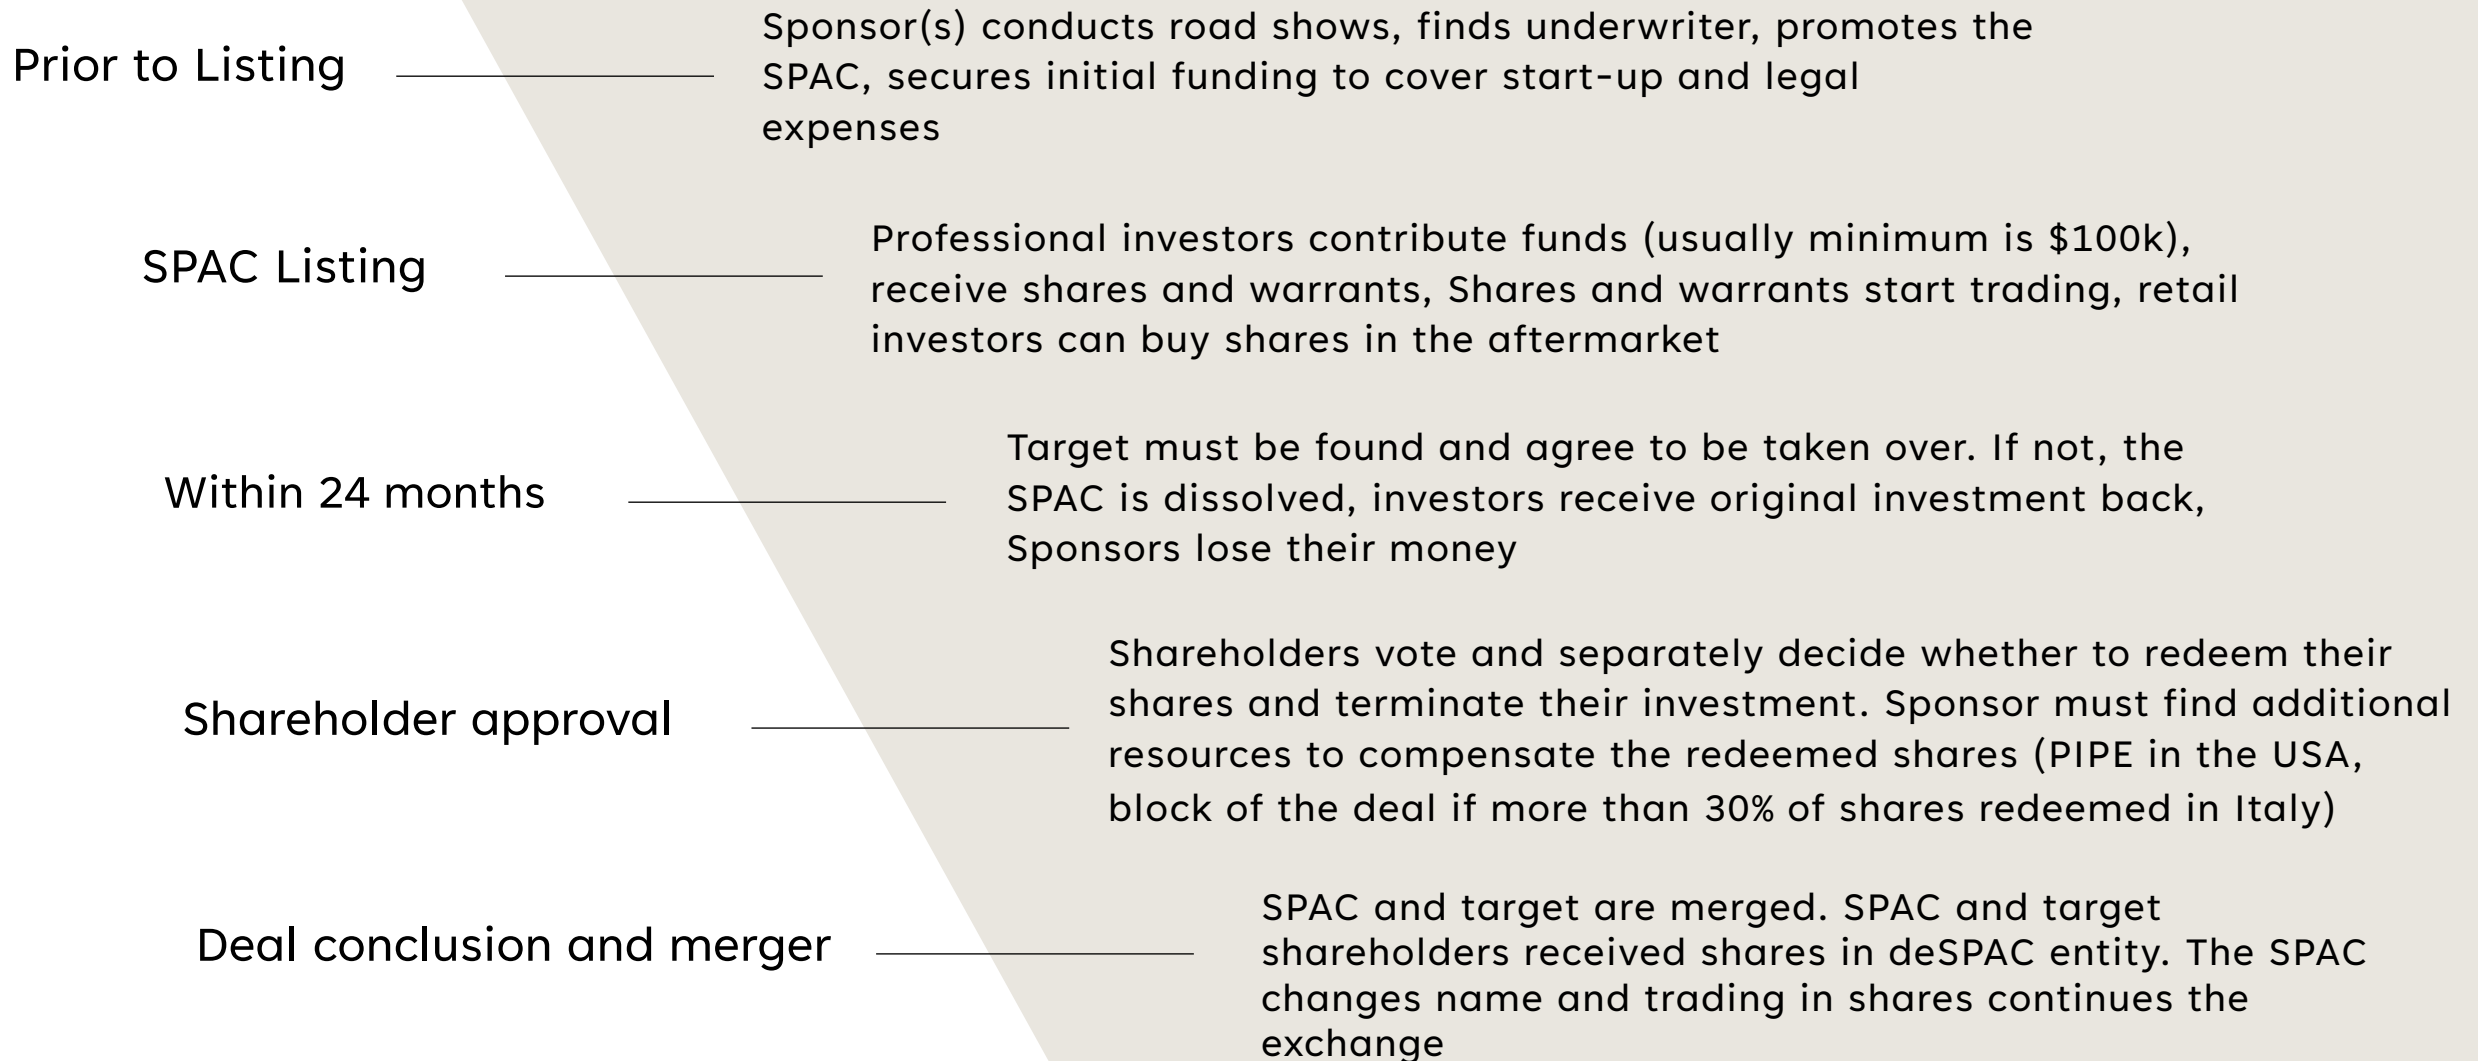 Prior to Listing
Sponsor(s) conducts road shows, finds underwriter, promotes the
SPAC, secures initial funding to cover start-up and legal
expenses
SPAC Listing
Professional investors contribute funds (usually minimum is $100k),
receive shares and warrants, Shares and warrants start trading, retail
investors can buy shares in the aftermarket
Within 24 months
Target must be found and agree to be taken over. If not, the
SPAC is dissolved, investors receive original investment back,
Sponsors lose their money
Shareholder approval
Shareholders vote and separately decide whether to redeem their
shares and terminate their investment. Sponsor must find additional
resources to compensate the redeemed shares (PIPE in the USA,
block of the deal if more than 30% of shares redeemed in Italy)
Deal conclusion and merger
SPAC and target are merged. SPAC and target
shareholders received shares in deSPAC entity. The SPAC
changes name and trading in shares continues the
exchange